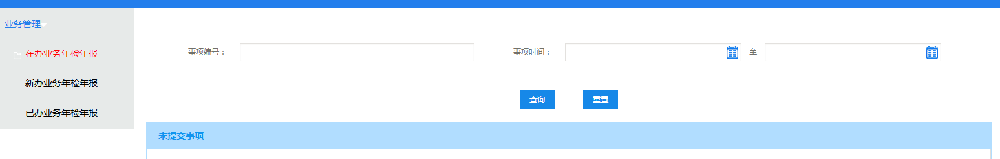 业务管理
在办业务年检年报
新办业务年检年报
已办业务年检年报
事项编号：
事项时间：
至
查询
重置
未提交事项